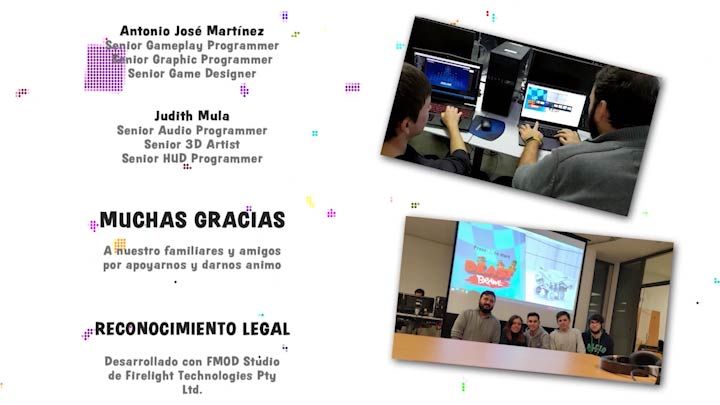 Antonio José Martínez
Senior Gameplay Programmer
Senior Graphic Programmer
Senior Game Designer
Judith Mula
Senior Audio Programmer
Senior 3D Artist
Senior HUD Programmer
MUCHAS GRACIAS
A nuestro familiares y amigos
por apoyarnos y darnos animo
RECONOCIMIENTO LEGAL
Desarrollado con FMOD Studio
de Firelight Technologies Pty
Ltd.